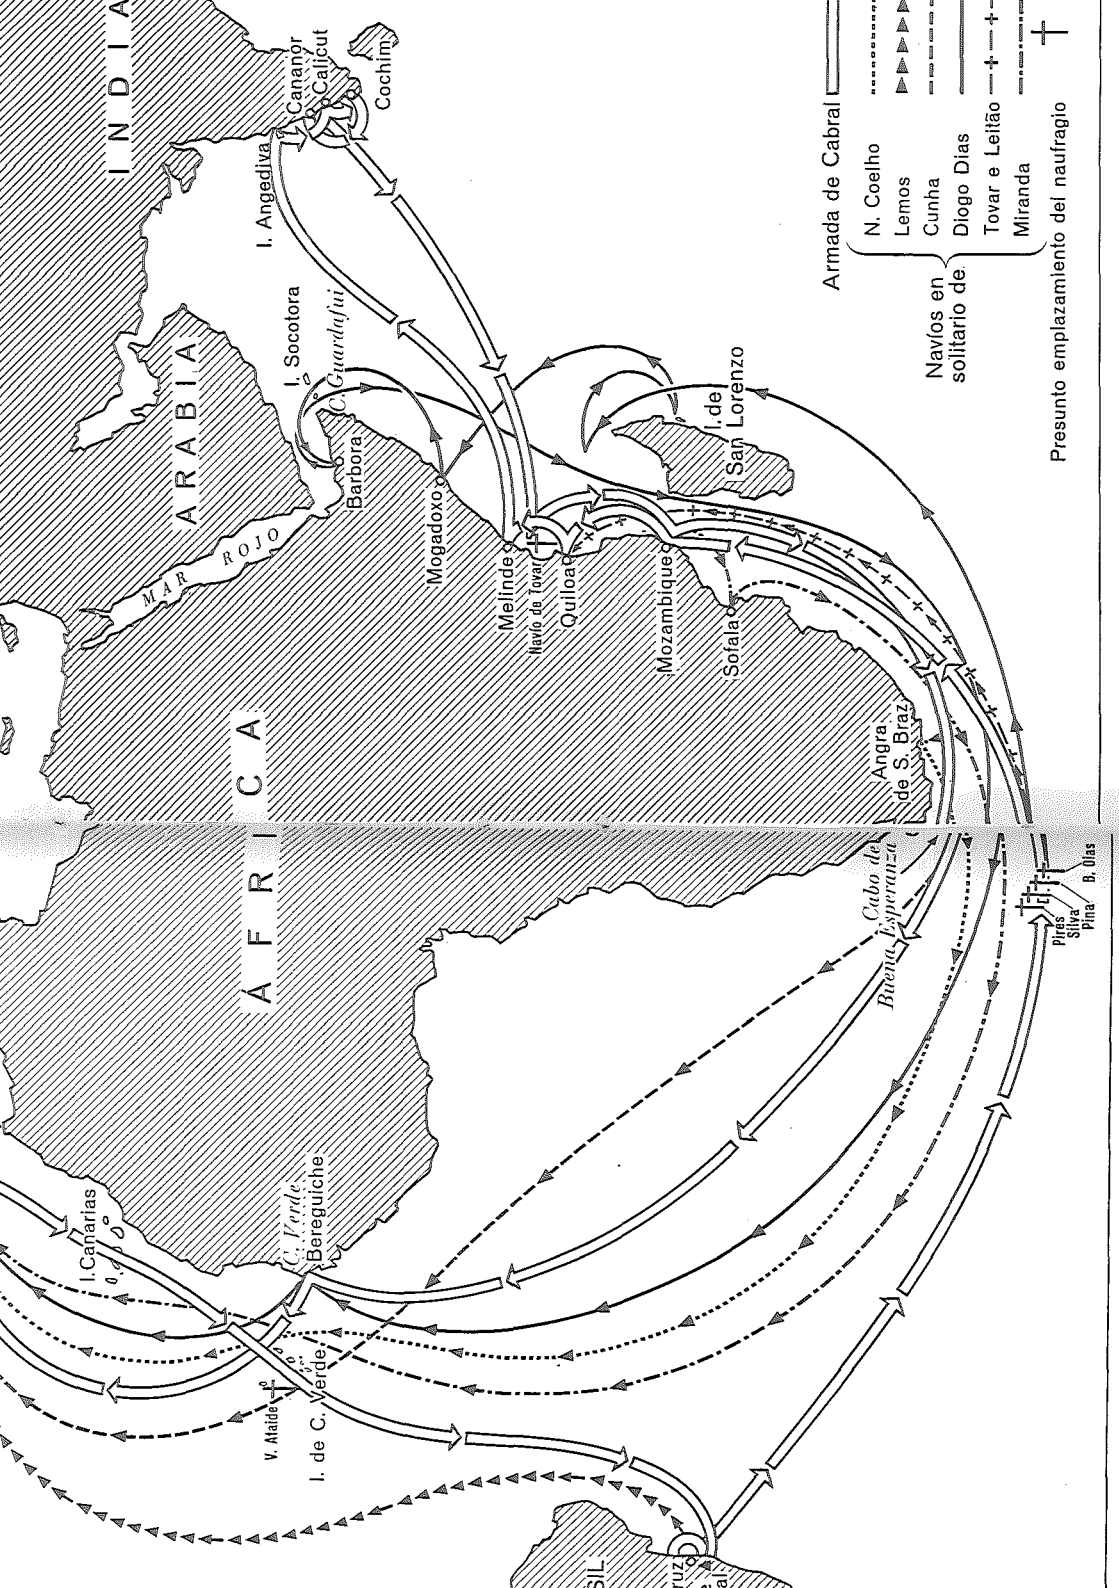 INDIA
Cananor
Calicut
Cochim
I. Angediva
ARABIA
I. Socotora
C. Guardafui
Barbora
MAR ROJO
Mogadoxo
Melinde
Navío de Tovar
Quiloa
Mozambique
Sofala
I. de
San Lorenzo
AFRICA
Angra
de S. Braz
Cabo de
Buena Esperanza
B. Dias
Pina
Silva
Pires
I. Canarias
C. Verde
Bereguiche
V. Ataide
I. de C. Verde
Armada de Cabral
Navíos en
solitario de
N. Coelho
Lemos
Cunha
Diogo Dias
Tovar e Leitão
Miranda
Presunto emplazamiento del naufragio